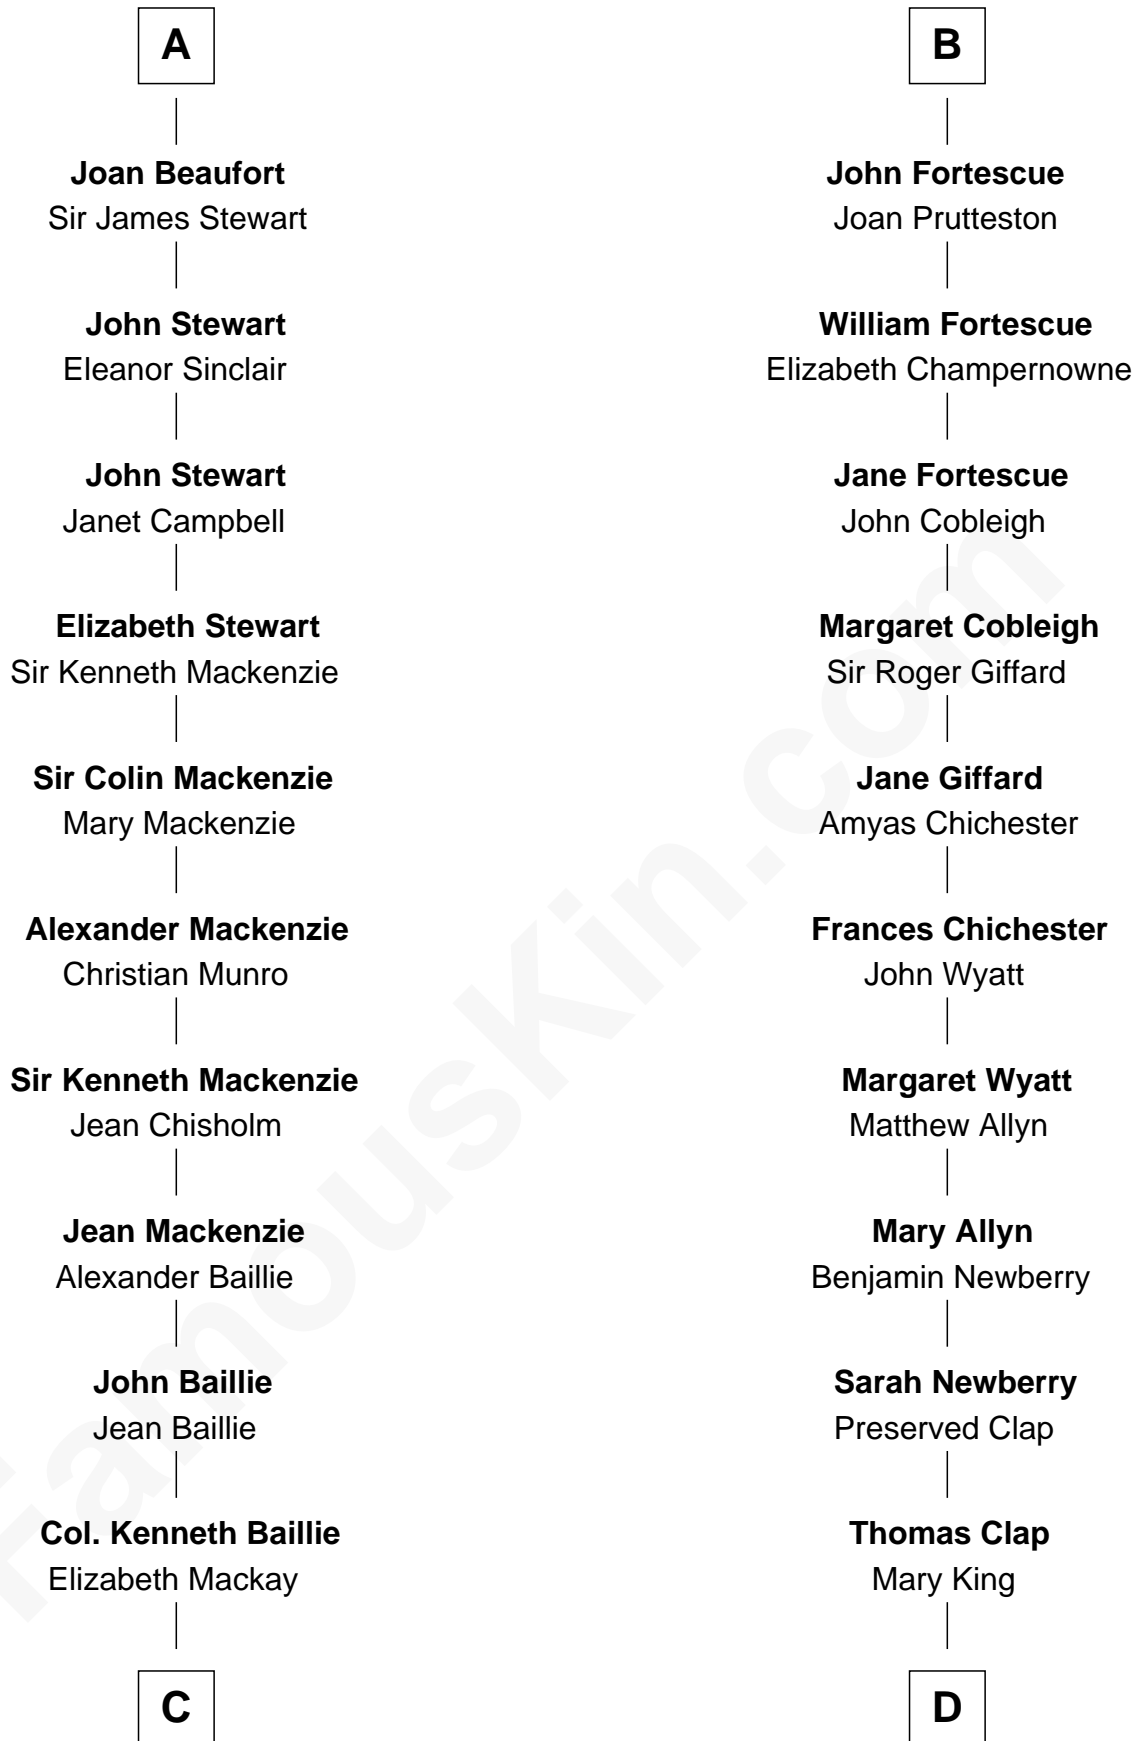 A
Joan Beaufort
Sir James Stewart
John Stewart
Eleanor Sinclair
John Stewart
Janet Campbell
Elizabeth Stewart
Sir Kenneth Mackenzie
Sir Colin Mackenzie
Mary Mackenzie
Alexander Mackenzie
Christian Munro
Sir Kenneth Mackenzie
Jean Chisholm
Jean Mackenzie
Alexander Baillie
John Baillie
Jean Baillie
Col. Kenneth Baillie
Elizabeth Mackay
C
B
John Fortescue
Joan Prutteston
William Fortescue
Elizabeth Champernowne
Jane Fortescue
John Cobleigh
Margaret Cobleigh
Sir Roger Giffard
Jane Giffard
Amyas Chichester
Frances Chichester
John Wyatt
Margaret Wyatt
Matthew Allyn
Mary Allyn
Benjamin Newberry
Sarah Newberry
Preserved Clap
Thomas Clap
Mary King
D
FamousKin.com